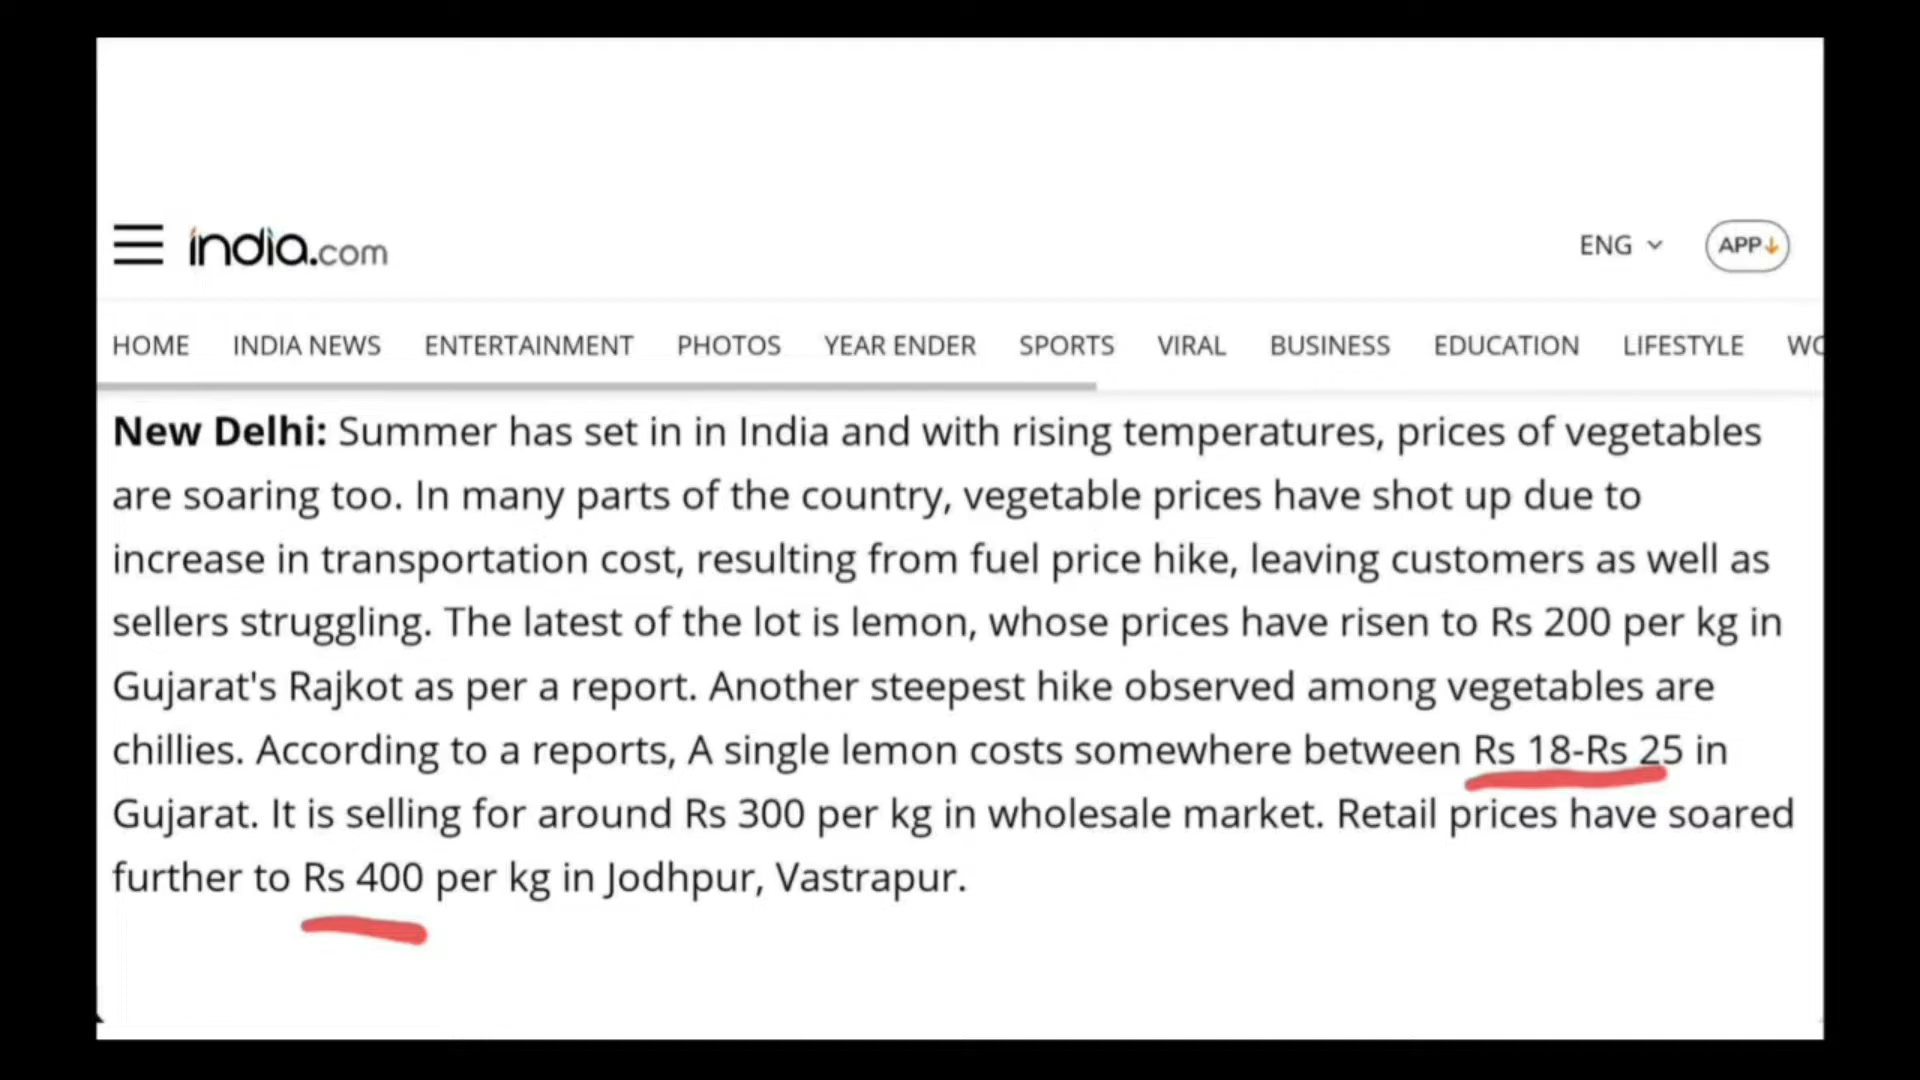 india.com
ENG
APP
HOME INDIA NEWS ENTERTAINMENT PHOTOS YEAR ENDER SPORTS VIRAL BUSINESS EDUCATION LIFESTYLE
New Delhi: Summer has set in in India and with rising temperatures, prices of vegetables
are soaring too. In many parts of the country, vegetable prices have shot up due to
increase in transportation cost, resulting from fuel price hike, leaving customers as well as
sellers struggling. The latest of the lot is lemon, whose prices have risen to Rs 200 per kg in
Gujarat's Rajkot as per a report. Another steepest hike observed among vegetables are
chillies. According to a reports, A single lemon costs somewhere between Rs 18-Rs 25 in
Gujarat. It is selling for around Rs 300 per kg in wholesale market. Retail prices have soared
further to Rs 400 per kg in Jodhpur, Vastrapur.